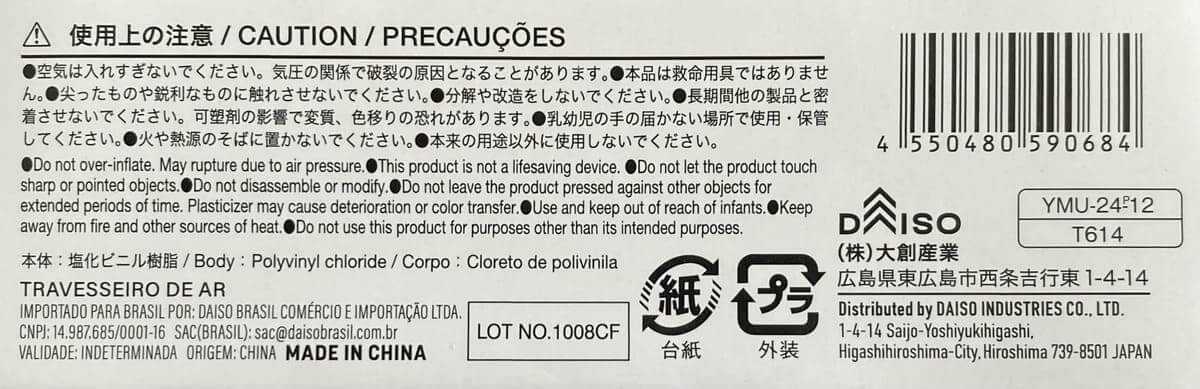 ⚠ 使用上の注意 / CAUTION / PRECAUÇÕES
●空気は入れすぎないでください。気圧の関係で破裂の原因となることがあります。●本品は救命用具ではありませ
ん。●尖ったものや鋭利なものに触れさせないでください。●分解や改造をしないでください。●長期間他の製品と密
着させないでください。可塑剤の影響で変質、色移りの恐れがあります。●乳幼児の手の届かない場所で使用・保管
してください。●火や熱源のそばに置かないでください。●本来の用途以外に使用しないでください。
●Do not over-inflate. May rupture due to air pressure.●This product is not a lifesaving device. ●Do not let the product touch
sharp or pointed objects.●Do not disassemble or modify.●Do not leave the product pressed against other objects for
extended periods of time. Plasticizer may cause deterioration or color transfer.●Use and keep out of reach of infants.●Keep
away from fire and other sources of heat.●Do not use this product for purposes other than its intended purposes.
本体：塩化ビニル樹脂 / Body：Polyvinyl chloride / Corpo：Cloreto de polivinila
TRAVESSEIRO DE AR
IMPORTADO PARA BRASIL POR: DAISO BRASIL COMÉRCIO E IMPORTAÇÃO LTDA.
CNPJ: 14.987.685/0001-16 SAC(BRASIL): sac@daisobrasil.com.br
VALIDADE: INDETERMINADA ORIGEM: CHINA MADE IN CHINA
LOT NO.1008CF
紙
台紙
プラ
外装
4 550480 590684
DAISO
YMU-24P12
T614
(株)大創産業
広島県東広島市西条吉行東 1-4-14
Distributed by DAISO INDUSTRIES CO., LTD.
1-4-14 Saijo-Yoshiyukihigashi,
Higashihiroshima-City, Hiroshima 739-8501 JAPAN